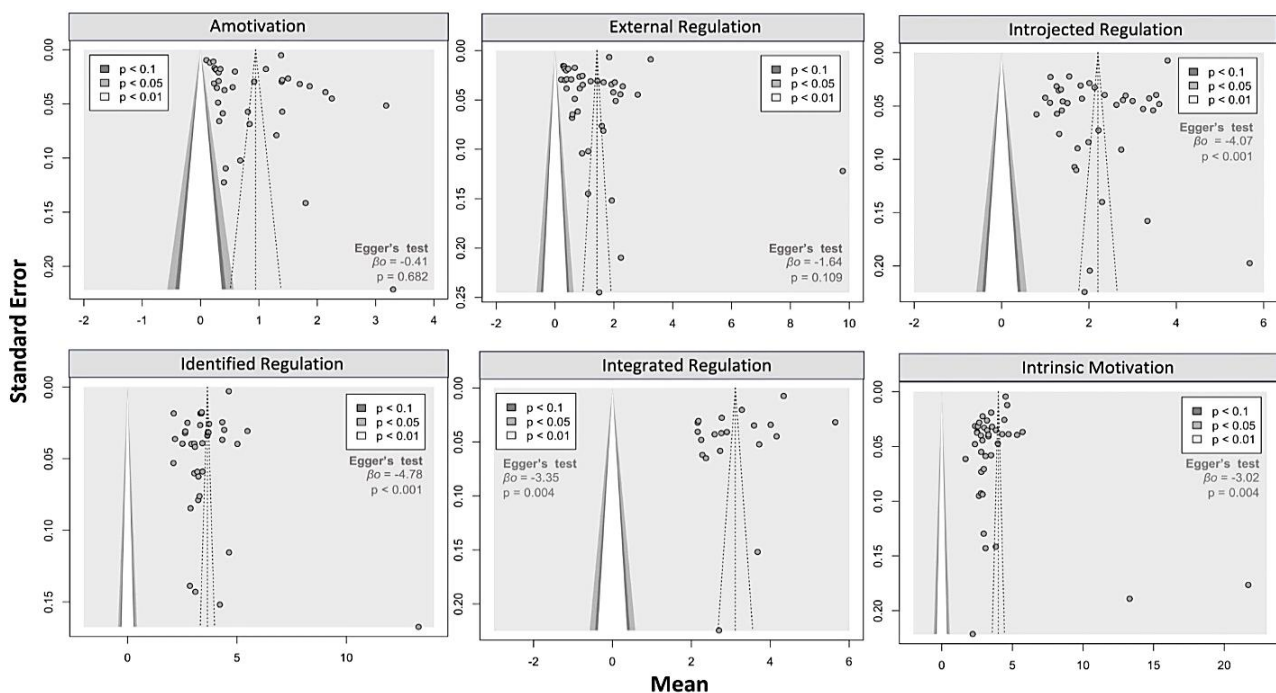 Amotivation
External Regulation
Introjected Regulation
Standard Error
0.00
0.05
0.10
0.15
0.20
p < 0.1
p < 0.05
p < 0.01
Egger's test
βo = -0.41
p = 0.682
-2
-1
0
1
2
3
4
0.00
0.05
0.10
0.15
0.20
0.25
p < 0.1
p < 0.05
p < 0.01
Egger's test
βo = -1.64
p = 0.109
-2
0
2
4
6
8
10
0.00
0.05
0.10
0.15
0.20
p < 0.1
p < 0.05
p < 0.01
Egger's test
βo = -4.07
p < 0.001
-2
0
2
4
6
Identified Regulation
Integrated Regulation
Intrinsic Motivation
0.00
0.05
0.10
0.15
p < 0.1
p < 0.05
p < 0.01
Egger's test
βo = -4.78
p < 0.001
0
5
10
0.00
0.05
0.10
0.15
0.20
p < 0.1
p < 0.05
p < 0.01
Egger's test
βo = -3.35
p = 0.004
-2
0
2
4
6
0.00
0.05
0.10
0.15
0.20
p < 0.1
p < 0.05
p < 0.01
Egger's test
βo = -3.02
p = 0.004
0
5
10
15
20
Mean